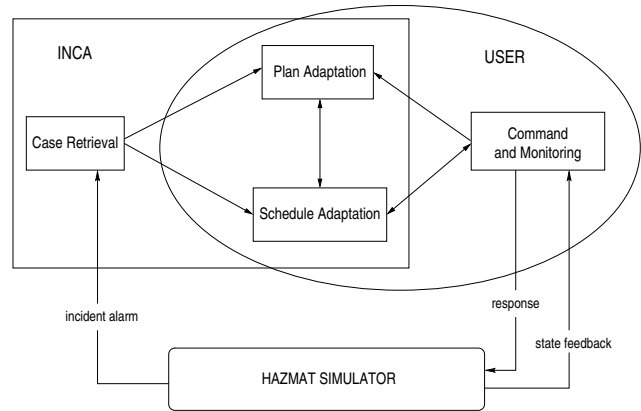 INCA
USER
Plan Adaptation
Case Retrieval
Command
and Monitoring
Schedule Adaptation
incident alarm
response
state feedback
HAZMAT SIMULATOR